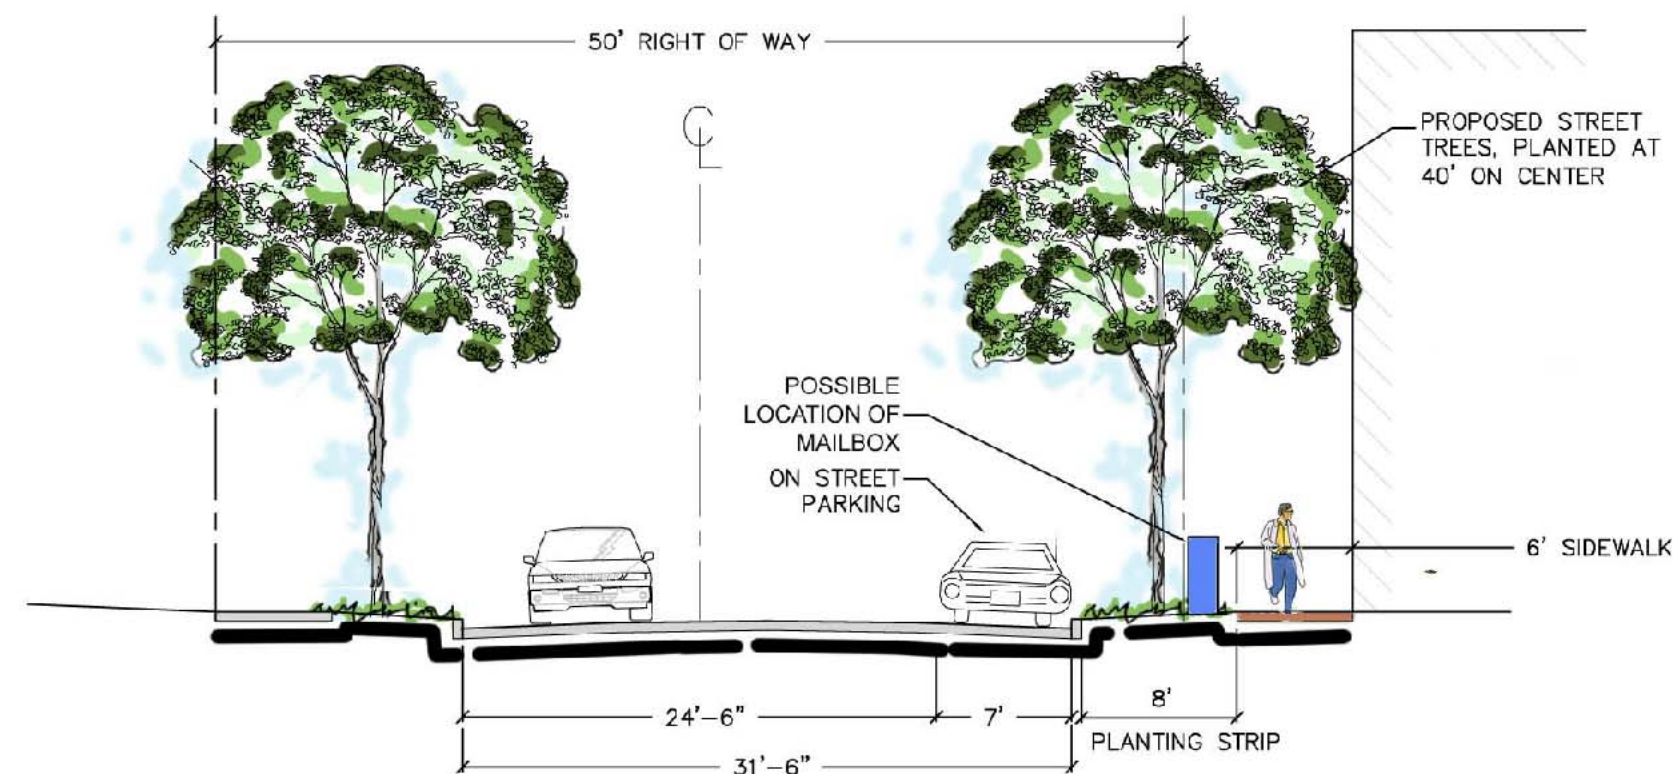 50' RIGHT OF WAY
CL
PROPOSED STREET
TREES, PLANTED AT
40' ON CENTER
POSSIBLE
LOCATION OF
MAILBOX
ON STREET
PARKING
6' SIDEWALK
24'-6"
7'
8'
PLANTING STRIP
31'-6"